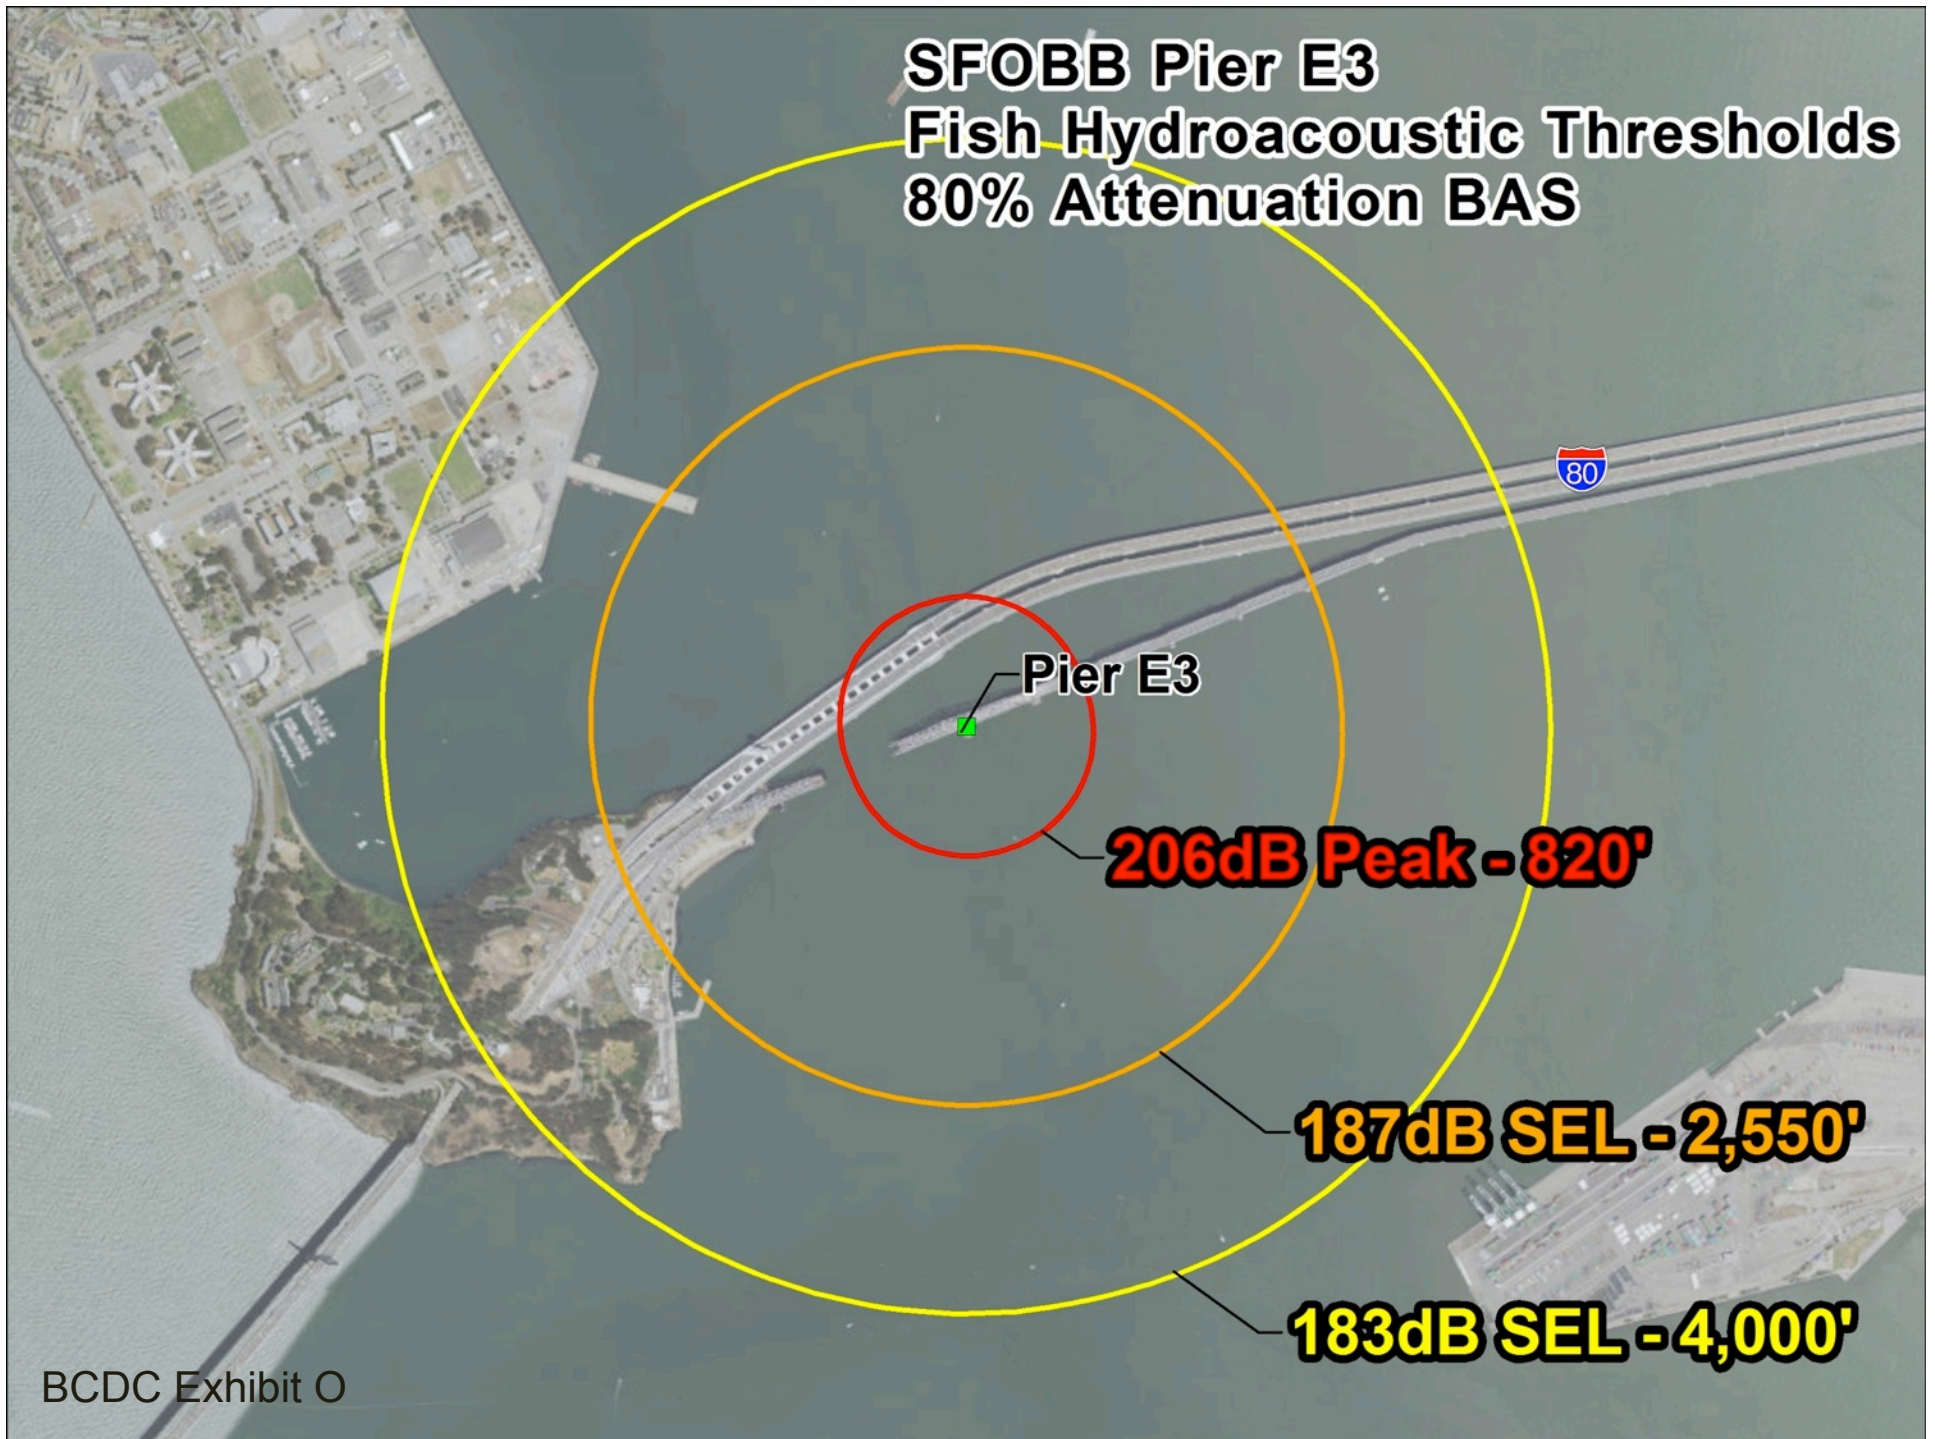 SFOBB Pier E3
Fish Hydroacoustic Thresholds
80% Attenuation BAS
80
Pier E3
206dB Peak - 820'
187dB SEL - 2,550'
183dB SEL - 4,000'
BCDC Exhibit O